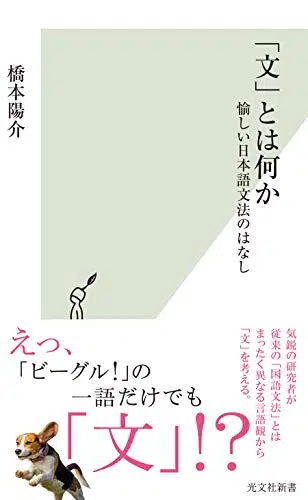 「文」とは何か
愉しい日本語文法のはなし
橋本陽介
気鋭の研究者が
従来の「国語文法」とは
まったく異なる言語観から
「文」を考える。
えっ、
「ビーグル！」の
一語だけでも
「文」!?
光文社新書